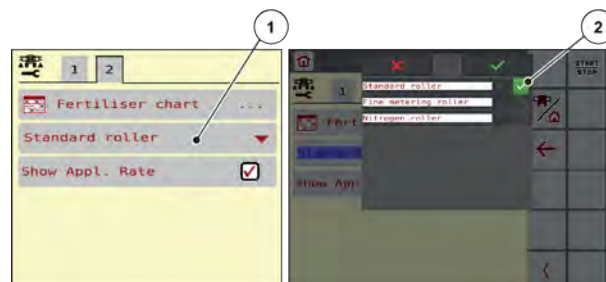 1
2
1 2
Fertiliser chart ...
Standard roller
Show Appl. Rate
START
STOP
1
Standard roller
Fine metering roller
Nitrogen roller
Fert
Show App